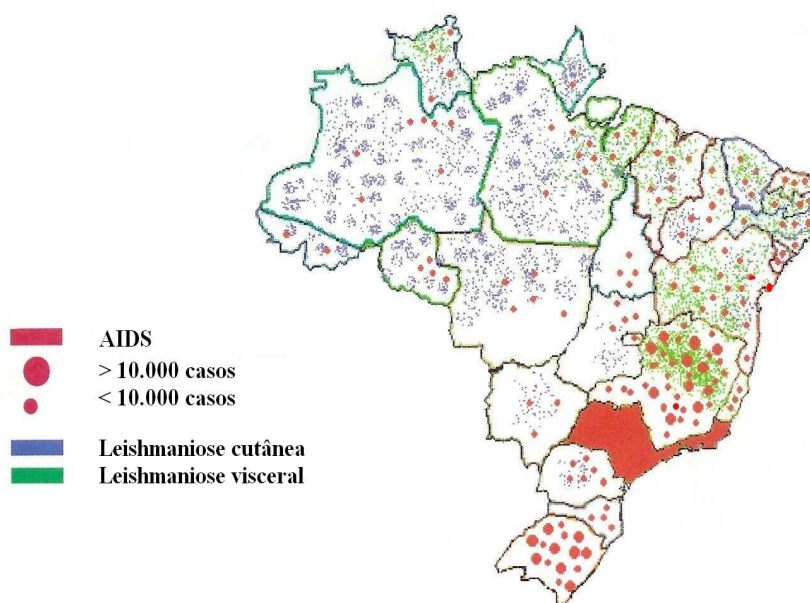 AIDS
> 10.000 casos
< 10.000 casos
Leishmaniose cutânea
Leishmaniose visceral